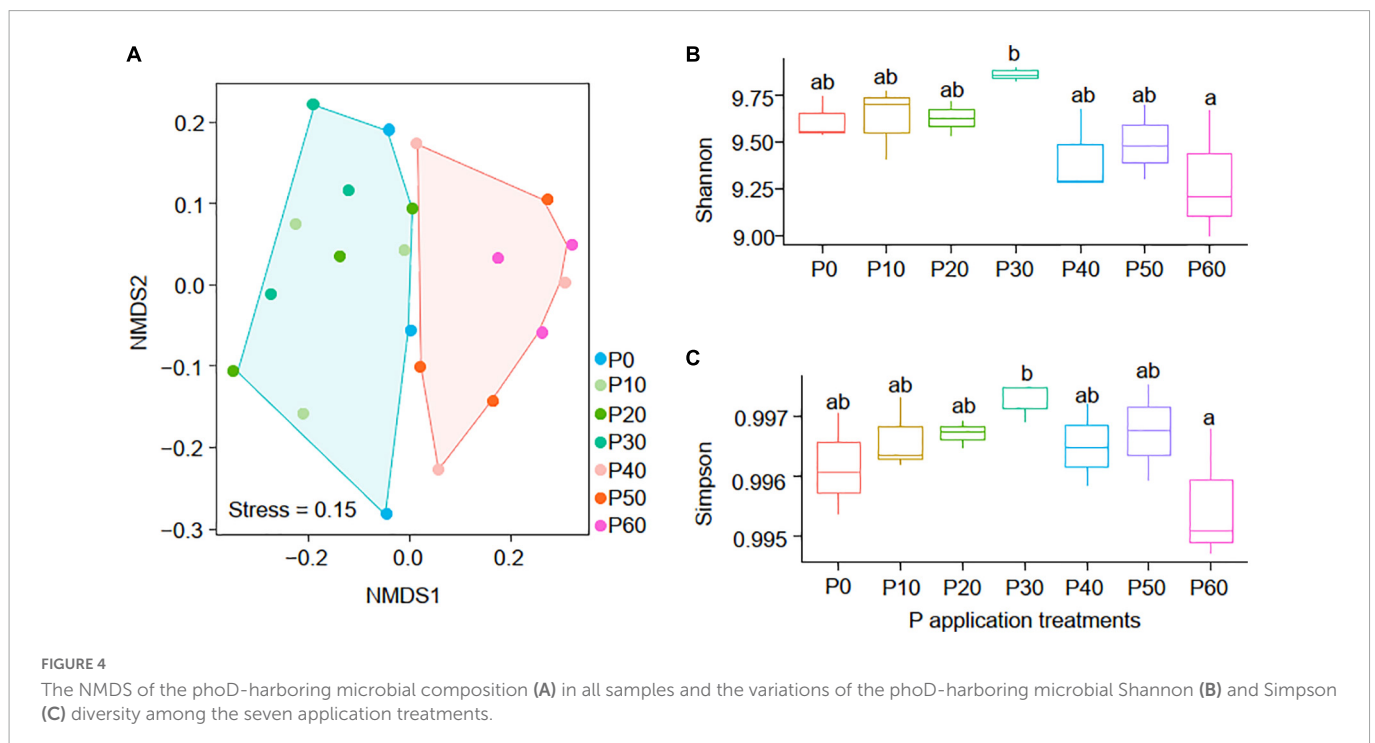 A
0.2
0.1
0.0
−0.1
−0.2
−0.3
NMDS2
Stress = 0.15
−0.2
0.0
0.2
NMDS1
P0
P10
P20
P30
P40
P50
P60
B
Shannon
9.75
9.50
9.25
9.00
ab
ab
ab
b
ab
ab
a
P0
P10
P20
P30
P40
P50
P60
C
Simpson
0.997
0.996
0.995
ab
ab
ab
b
ab
ab
a
P0
P10
P20
P30
P40
P50
P60
P application treatments
FIGURE 4
The NMDS of the phoD-harboring microbial composition (A) in all samples and the variations of the phoD-harboring microbial Shannon (B) and Simpson
(C) diversity among the seven application treatments.